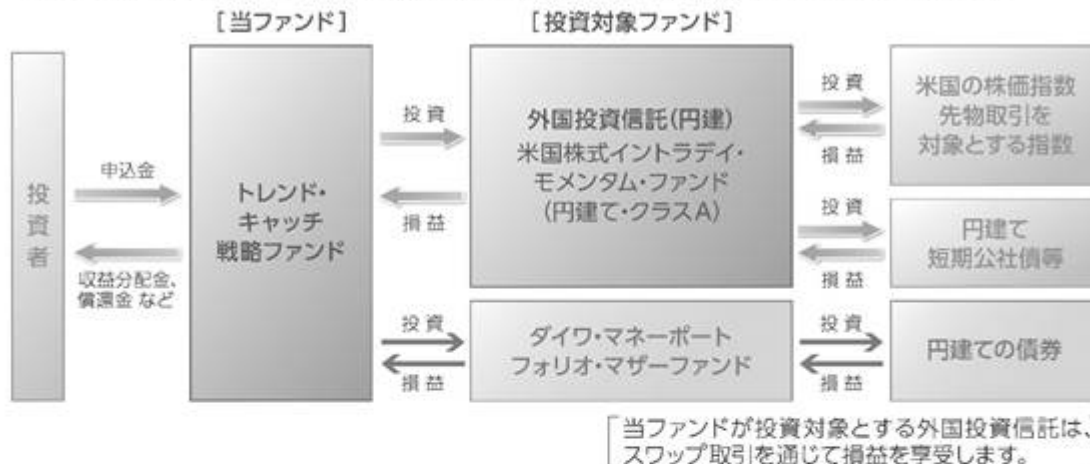 [当ファンド]
[投資対象ファンド]
投資者
申込金
収益分配金、
償還金 など
トレンド・
キャッチ
戦略ファンド
投資
損益
外国投資信託(円建)
米国株式イントラデイ・
モメンタム・ファンド
(円建て・クラスA)
投資
損益
米国の株価指数
先物取引を
対象とする指数
投資
損益
円建て
短期公社債等
投資
損益
ダイワ・マネーポート
フォリオ・マザーファンド
投資
損益
円建ての債券
当ファンドが投資対象とする外国投資信託は、
スワップ取引を通じて損益を享受します。